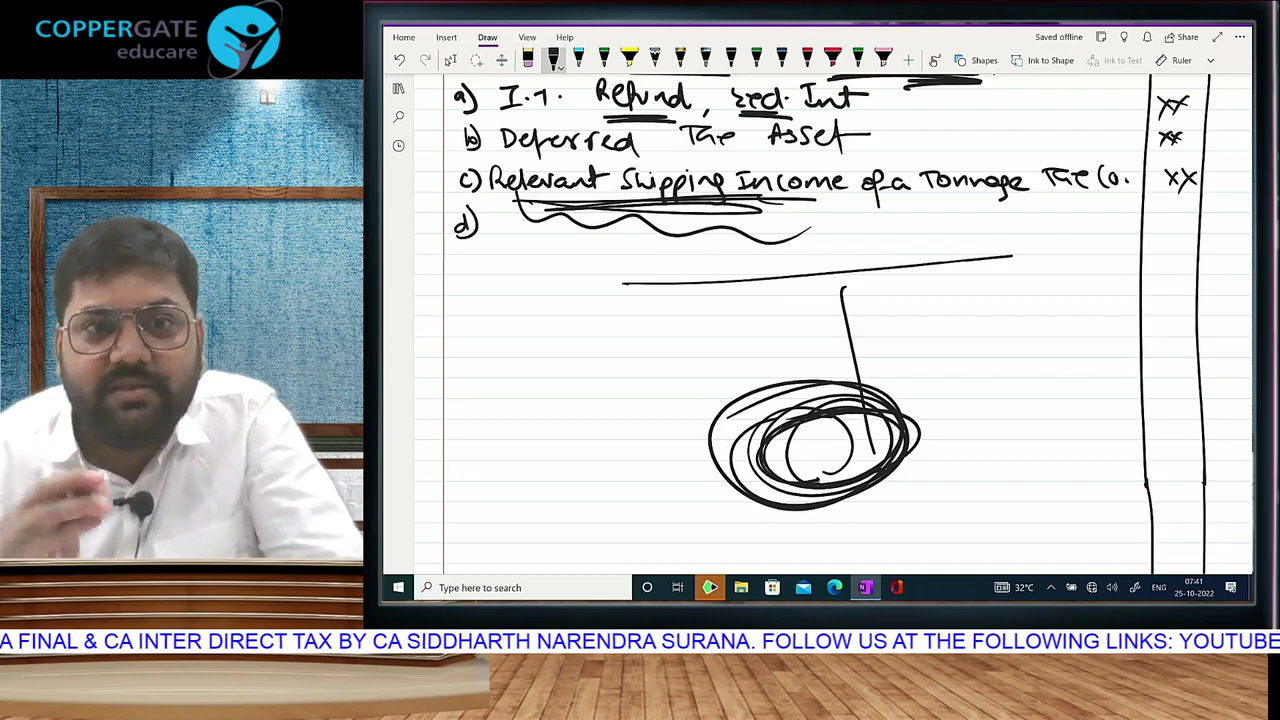 COPPERGATE
educare
Home Insert Draw View Help
Saved offline
Share
Shapes
Ink to Shape
Ink to Text
Ruler
a) I.T. Refund, Int XX
b) Deferred Tax Asset XX
c) Relevant Shipping Income of a Tonnage Tax Co. XX
d)
Type here to search
32°C
ENG
07:41
25-10-2022
A FINAL & CA INTER DIRECT TAX BY CA SIDDHARTH NARENDRA SURANA. FOLLOW US AT THE FOLLOWING LINKS: YOUTUBE